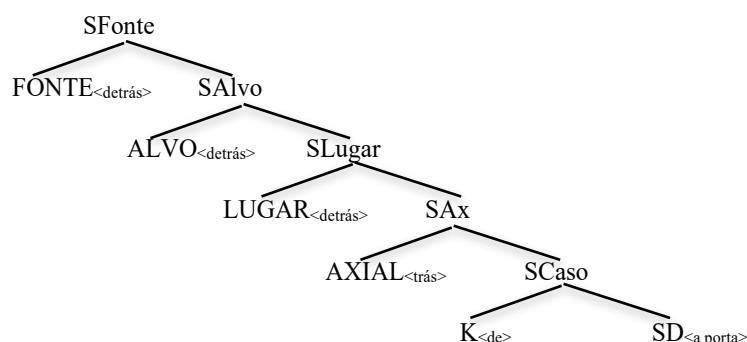 SFonte
FONTE<detrás> SAlvo
ALVO<detrás> SLugar
LUGAR<detrás> SAx
AXIAL<trás> SCaso
K<de> SD<a porta>